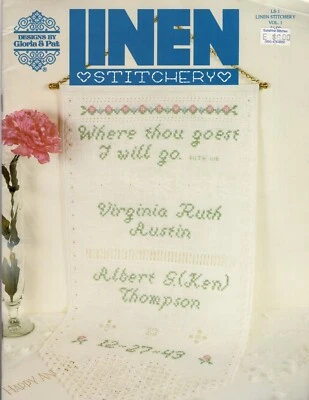 DESIGNS BY
Gloria & Pat
LINEN
STITCHERY
LS-1
LINEN STITCHERY
VOL. 1
Where thou goest
I will go.
Virginia Ruth
Austin
Albert G.(Ken)
Thompson
12-27-43
HAPPY